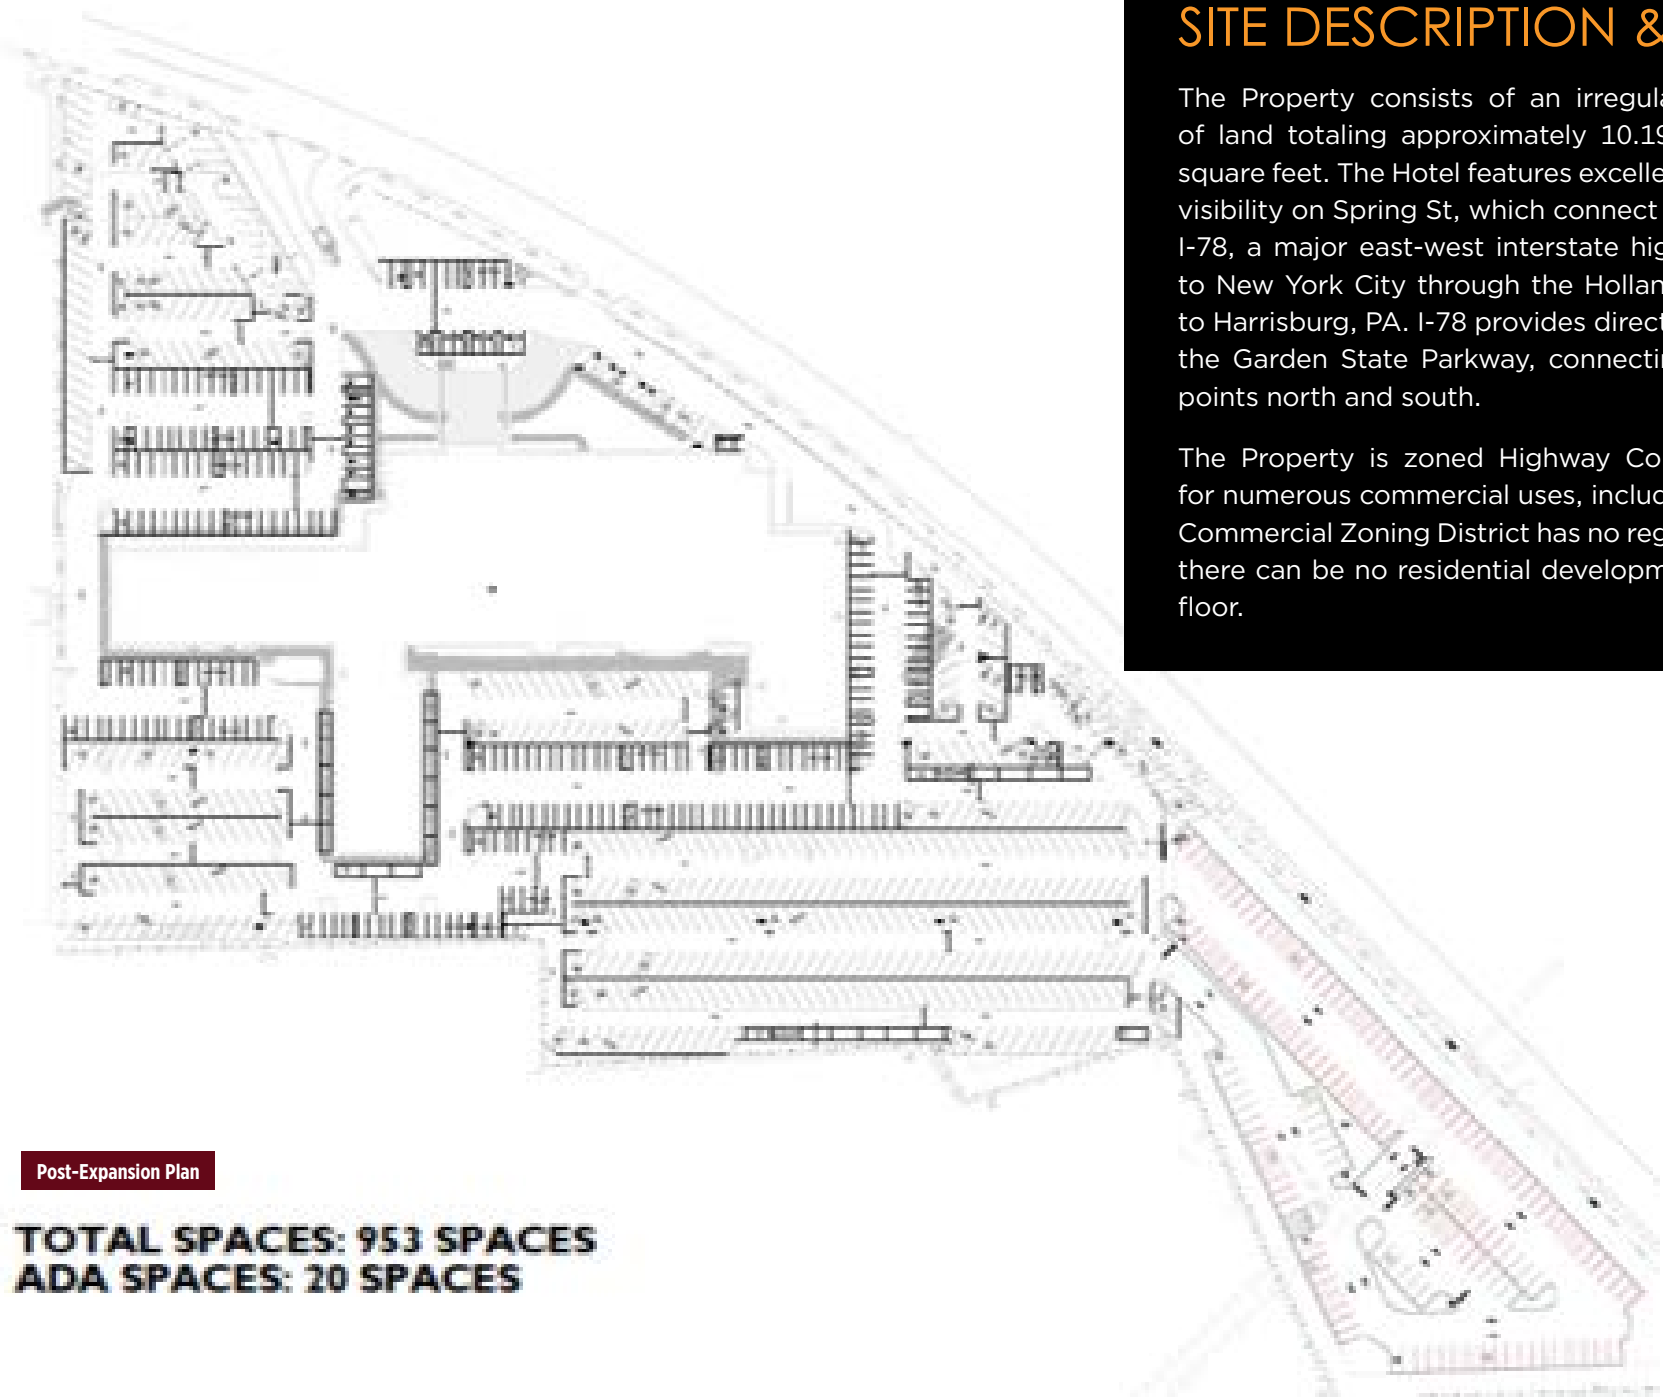 SITE DESCRIPTION &
The Property consists of an irregula
of land totaling approximately 10.19
square feet. The Hotel features excelle
visibility on Spring St, which connect
I-78, a major east-west interstate hig
to New York City through the Hollan
to Harrisburg, PA. I-78 provides direct
the Garden State Parkway, connectin
points north and south.
The Property is zoned Highway Co
for numerous commercial uses, includ
Commercial Zoning District has no reg
there can be no residential developm
floor.
Post-Expansion Plan
TOTAL SPACES: 953 SPACES
ADA SPACES: 20 SPACES